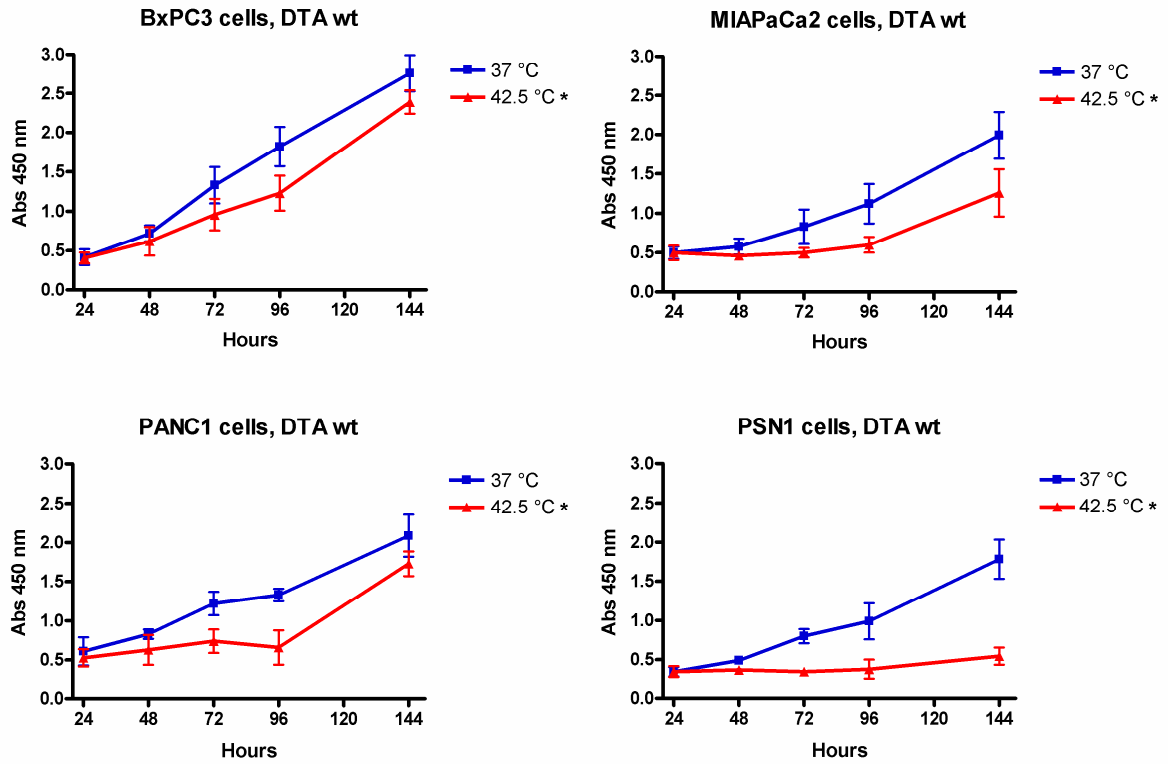 BxPC3 cells, DTA wt
3.0
2.5
2.0
1.5
1.0
0.5
0.0
Abs 450 nm
24 48 72 96 120 144
Hours
37 °C
42.5 °C *
MIAPaCa2 cells, DTA wt
3.0
2.5
2.0
1.5
1.0
0.5
0.0
Abs 450 nm
24 48 72 96 120 144
Hours
37 °C
42.5 °C *
PANC1 cells, DTA wt
3.0
2.5
2.0
1.5
1.0
0.5
0.0
Abs 450 nm
24 48 72 96 120 144
Hours
37 °C
42.5 °C *
PSN1 cells, DTA wt
3.0
2.5
2.0
1.5
1.0
0.5
0.0
Abs 450 nm
24 48 72 96 120 144
Hours
37 °C
42.5 °C *